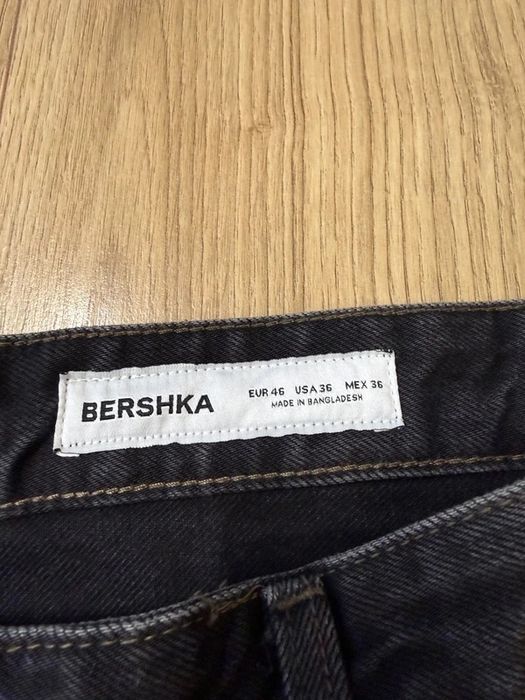 BERSHKA
EUR 46 USA 36 MEX 36
MADE IN BANGLADESH